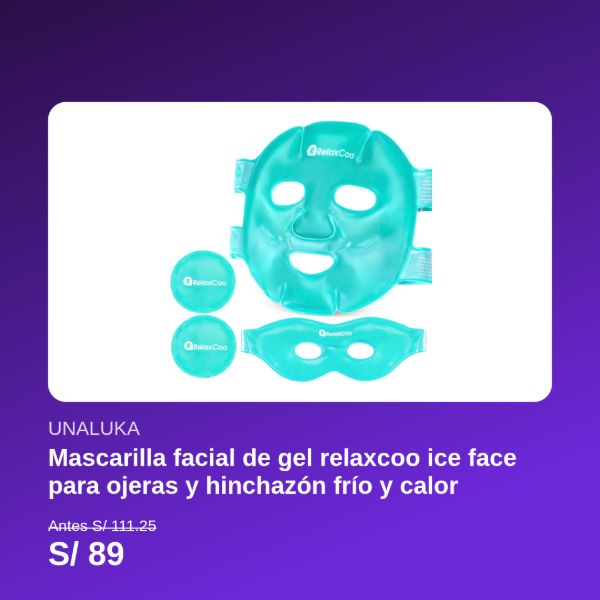 RelaxCoo
RelaxCoo
RelaxCoo
RelaxCoo
UNALUKA
Mascarilla facial de gel relaxcoo ice face
para ojeras y hinchazón frío y calor
Antes S/ 111.25
S/ 89